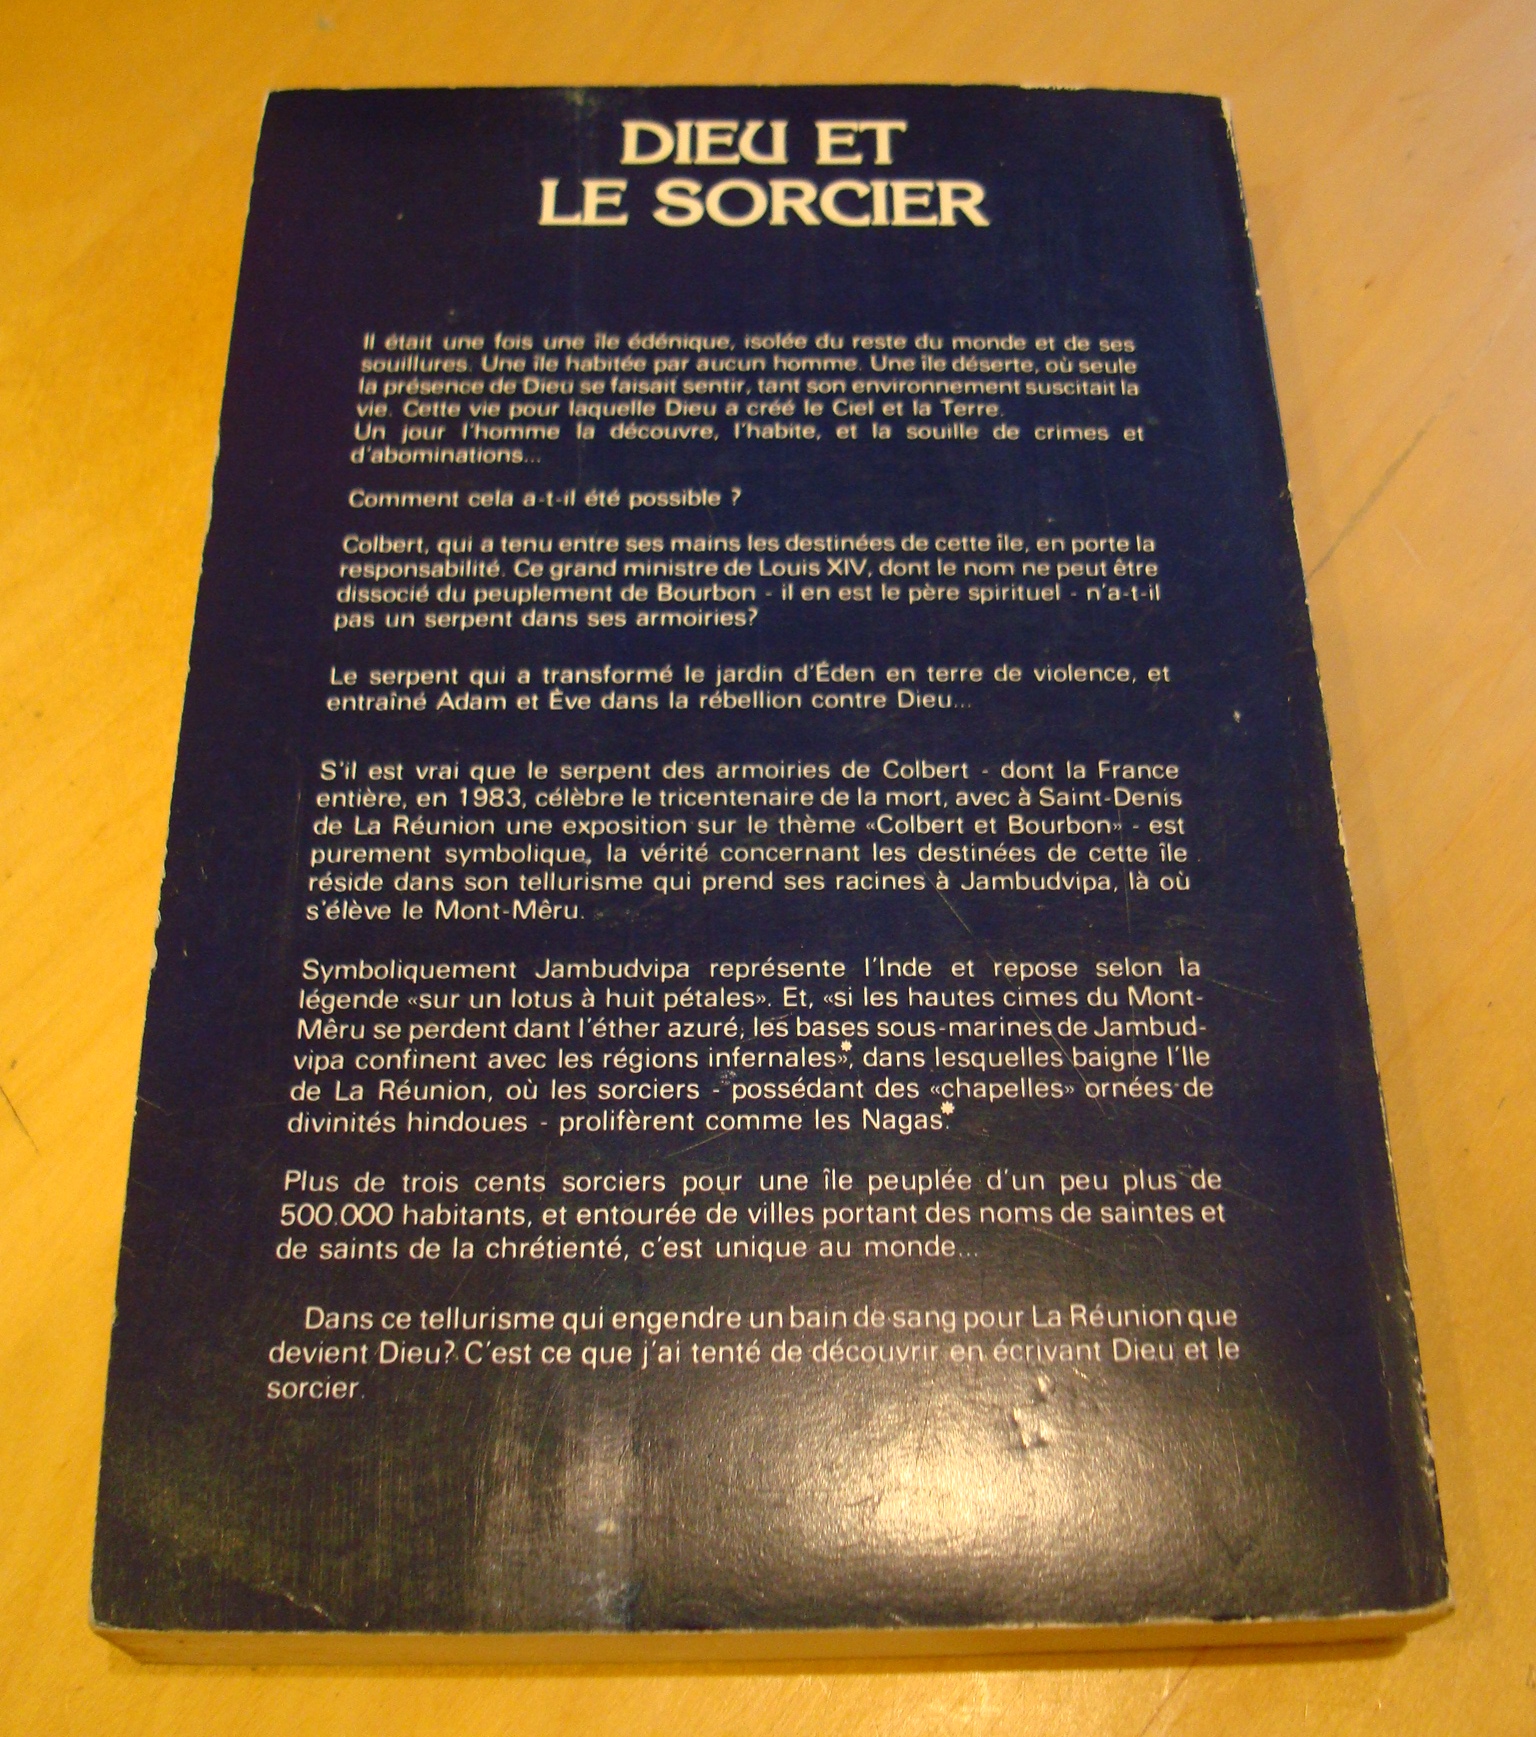 DIEU ET
LE SORCIER
Il était une fois une île édénique, isolée du reste du monde et de ses
souillures. Une île habitée par aucun homme. Une île déserte, où seule
la présence de Dieu se faisait sentir, tant son environnement suscitait la
vie. Cette vie pour laquelle Dieu a créé le Ciel et la Terre.
Un jour l'homme la découvre, l'habite, et la souille de crimes et
d'abominations...
Comment cela a-t-il été possible ?
Colbert, qui a tenu entre ses mains les destinées de cette île, en porte la
responsabilité. Ce grand ministre de Louis XIV, dont le nom ne peut être
dissocié du peuplement de Bourbon - il en est le père spirituel - n'a-t-il
pas un serpent dans ses armoiries?
Le serpent qui a transformé le jardin d'Éden en terre de violence, et
entraîné Adam et Ève dans la rébellion contre Dieu...
S'il est vrai que le serpent des armoiries de Colbert - dont la France
entière, en 1983, célèbre le tricentenaire de la mort, avec à Saint-Denis
de La Réunion une exposition sur le thème «Colbert et Bourbon» - est
purement symbolique, la vérité concernant les destinées de cette île
réside dans son tellurisme qui prend ses racines à Jambudvipa, là où
s'élève le Mont-Mêru.
Symboliquement Jambudvipa représente l'Inde et repose selon la
légende «sur un lotus à huit pétales». Et, «si les hautes cimes du Mont-
Mêru se perdent dant l'éther azuré, les bases sous-marines de Jambud-
vipa confinent avec les régions infernales»*, dans lesquelles baigne l'Ile
de La Réunion, où les sorciers - possédant des «chapelles» ornées de
divinités hindoues - prolifèrent comme les Nagas*.
Plus de trois cents sorciers pour une île peuplée d'un peu plus de
500.000 habitants, et entourée de villes portant des noms de saintes et
de saints de la chrétienté, c'est unique au monde...
Dans ce tellurisme qui engendre un bain de sang pour La Réunion que
devient Dieu? C'est ce que j'ai tenté de découvrir en écrivant Dieu et le
sorcier.